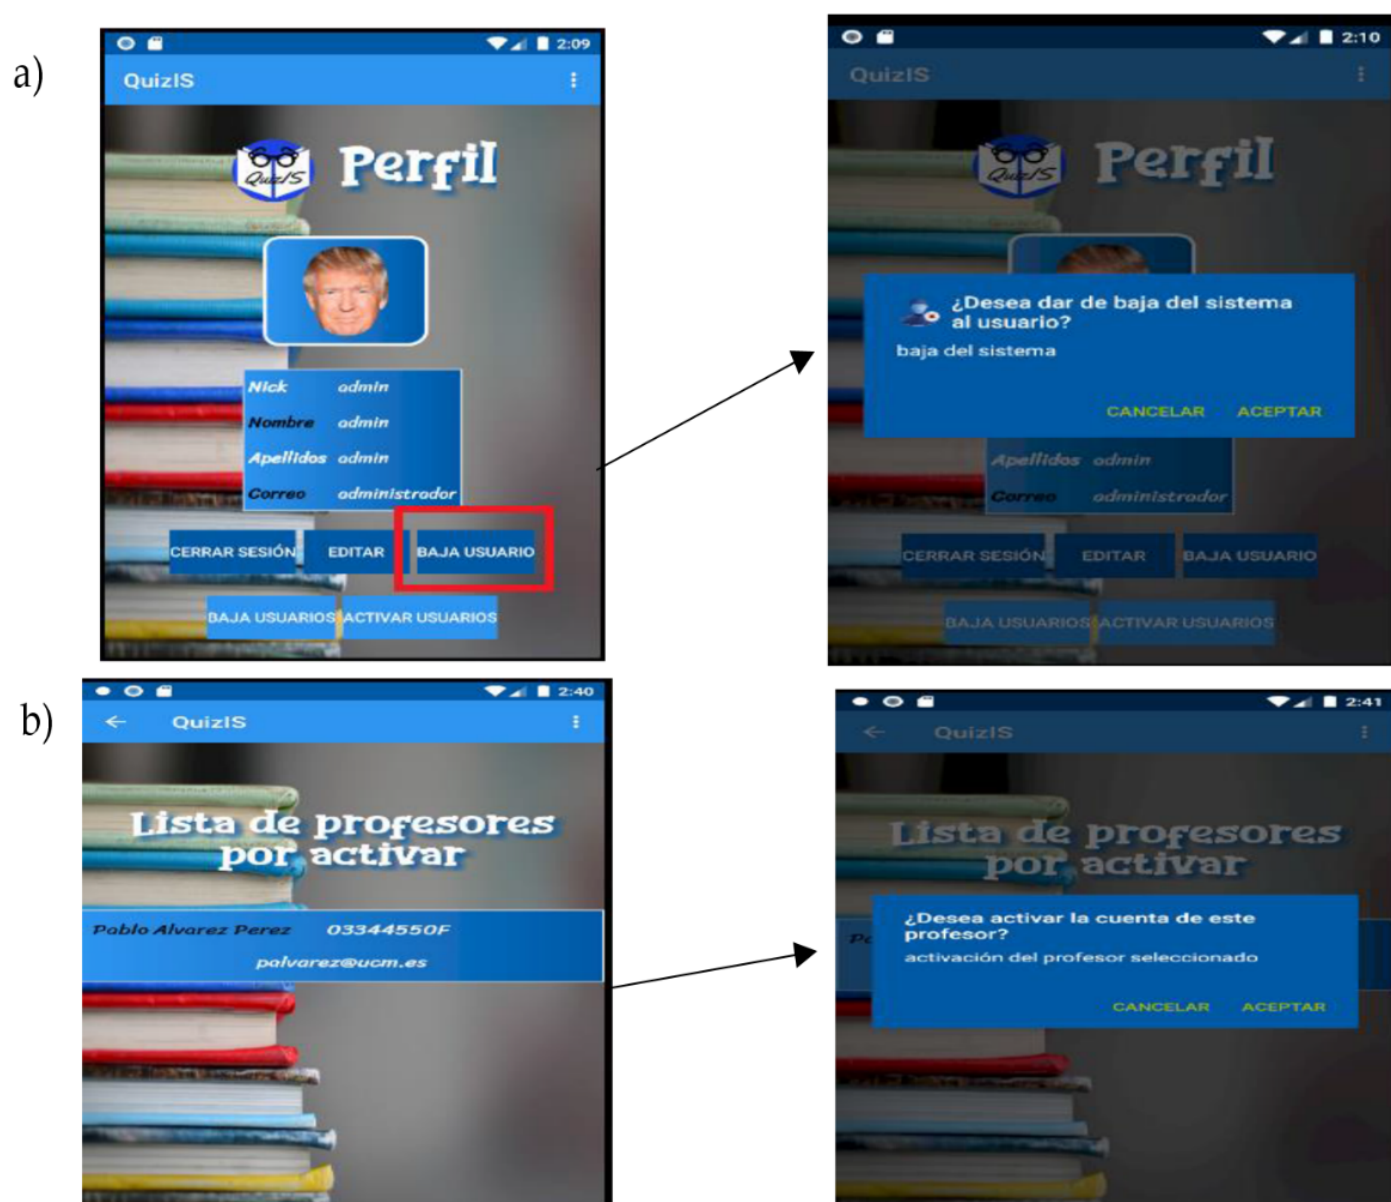 a)
2:09
QuizIS
QuizIS Perfil
Nick admin
Nombre admin
Apellidos admin
Correo administrador
CERRAR SESIÓN EDITAR BAJA USUARIO
BAJA USUARIOS ACTIVAR USUARIOS
2:10
QuizIS
QuizIS Perfil
¿Desea dar de baja del sistema
al usuario?
baja del sistema
CANCELAR ACEPTAR
Apellidos admin
Correo administrador
CERRAR SESIÓN EDITAR BAJA USUARIO
BAJA USUARIOS ACTIVAR USUARIOS
b)
2:40
QuizIS
Lista de profesores
por activar
Pablo Alvarez Perez 03344550F
palvarez@ucm.es
2:41
QuizIS
Lista de profesores
por activar
¿Desea activar la cuenta de este
profesor?
Pa
activación del profesor seleccionado
CANCELAR ACEPTAR